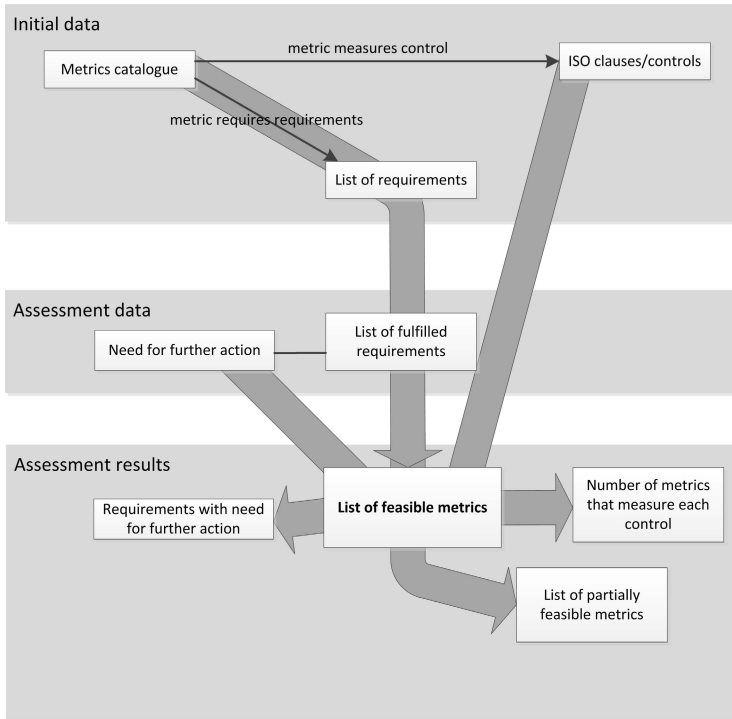 Initial data
metric measures control
Metrics catalogue
ISO clauses/controls
metric requires requirements
List of requirements
Assessment data
Need for further action
List of fulfilled
requirements
Assessment results
List of feasible metrics
Requirements with need
for further action
Number of metrics
that measure each
control
List of partially
feasible metrics